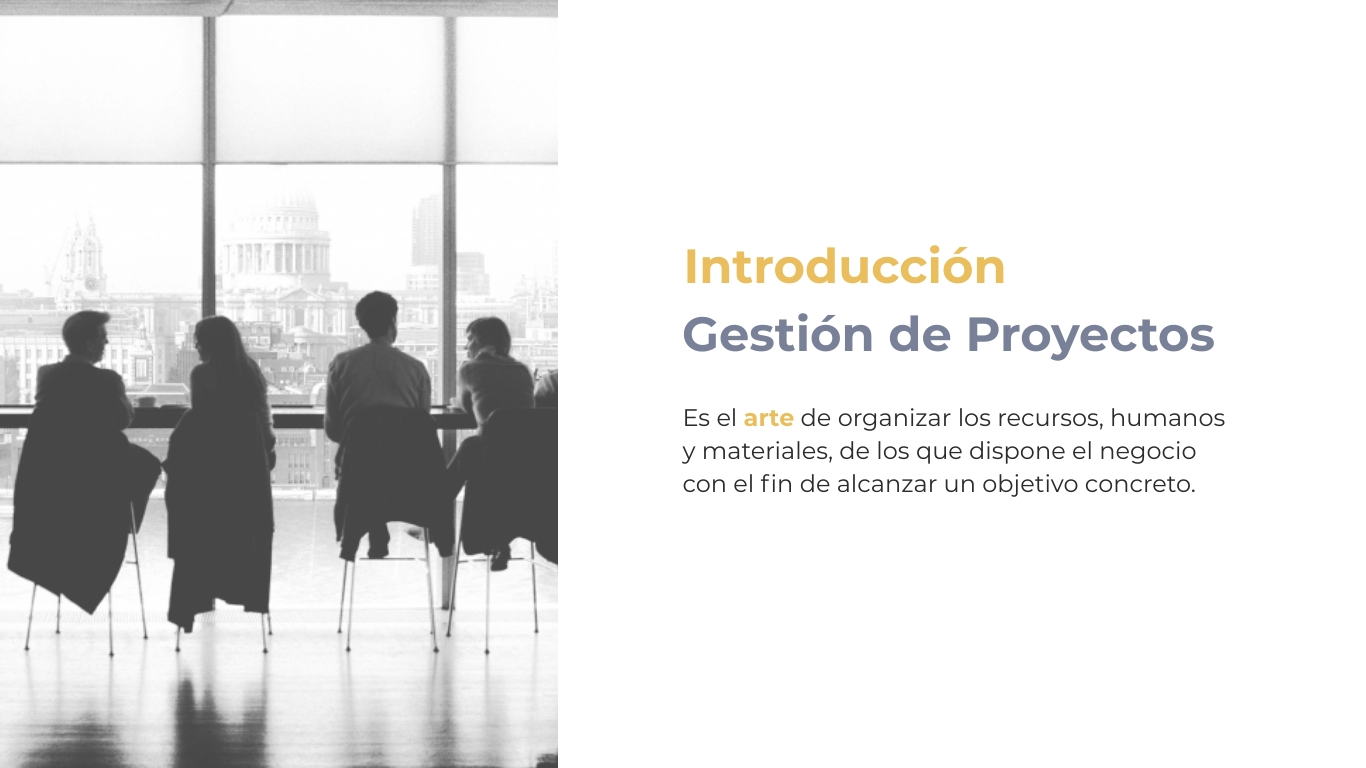 Introducción
Gestión de Proyectos
Es el arte de organizar los recursos, humanos
y materiales, de los que dispone el negocio
con el fin de alcanzar un objetivo concreto.